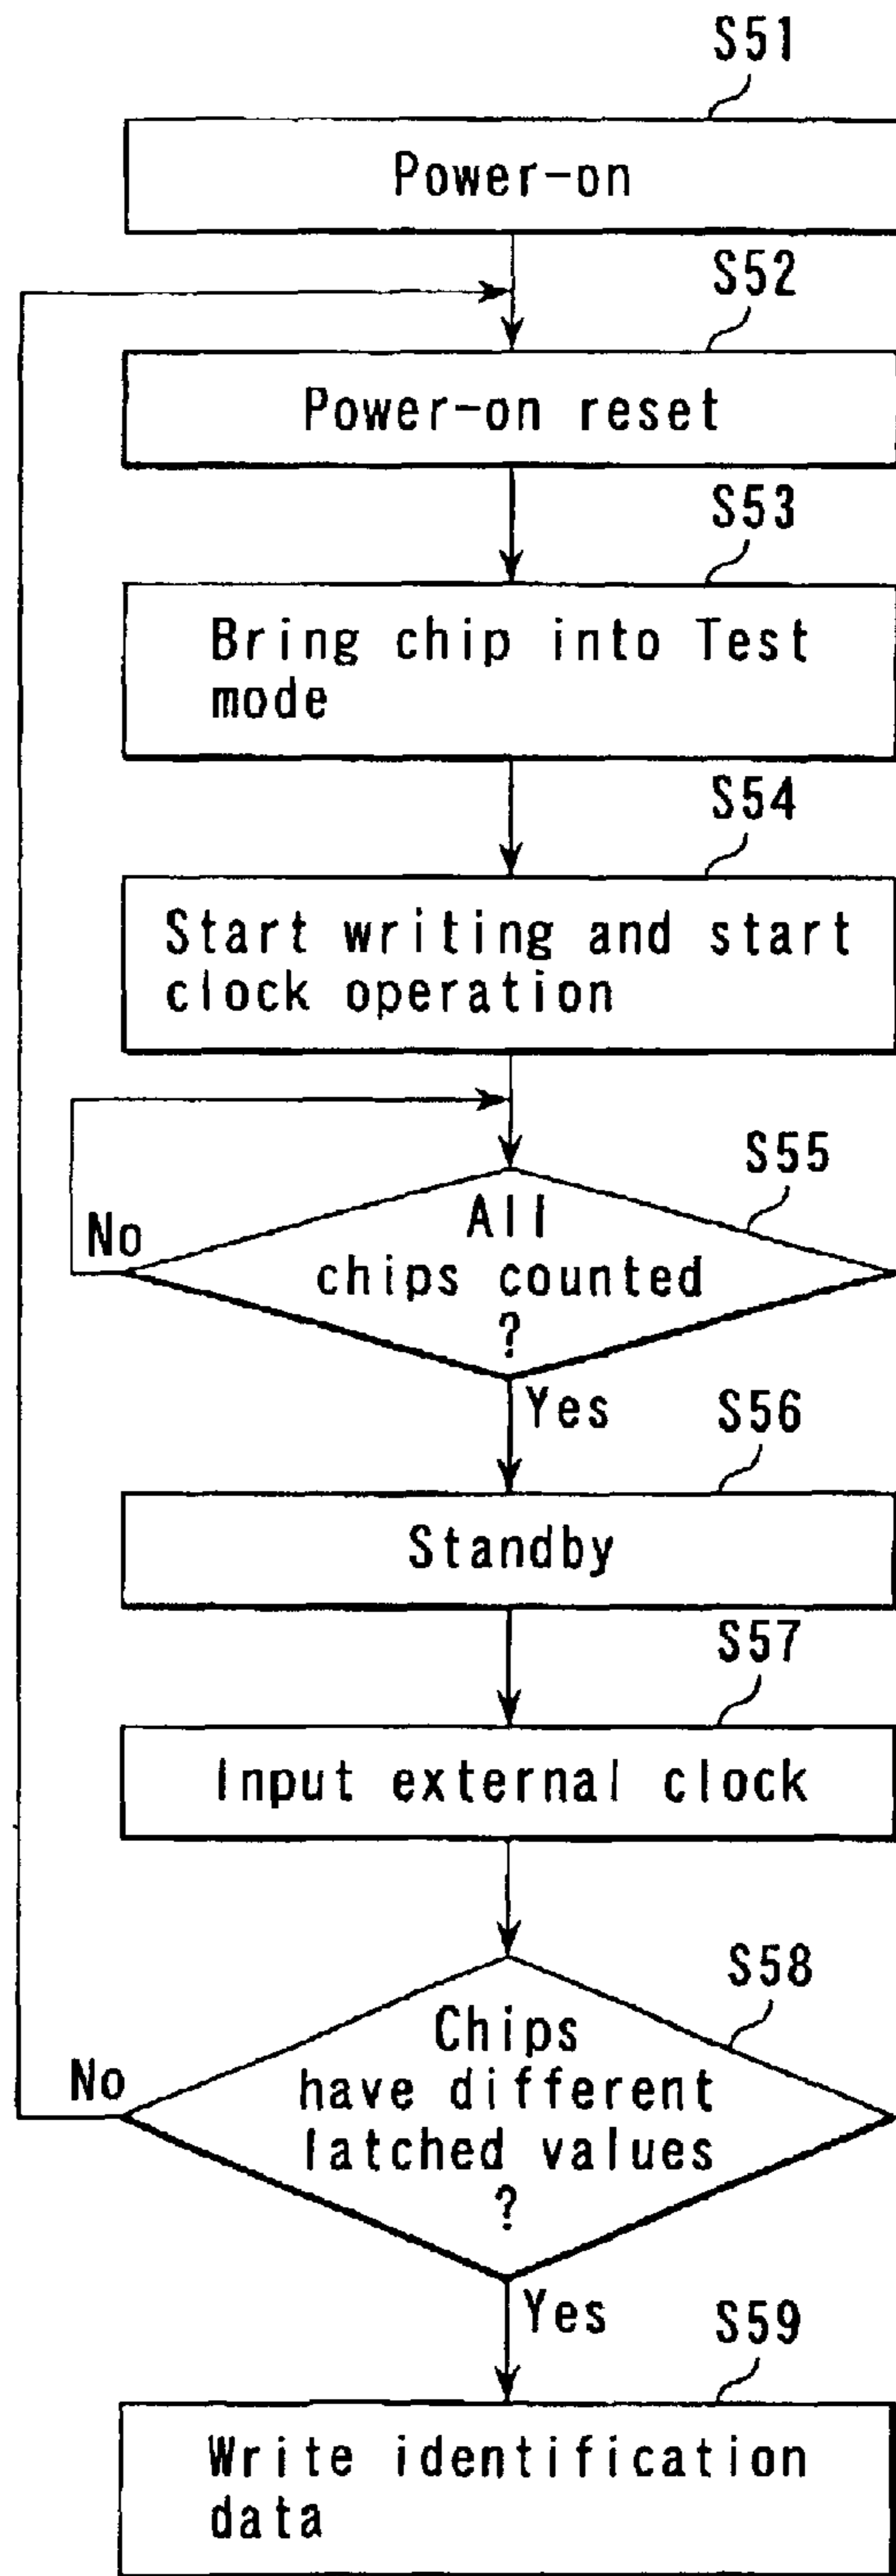 S51
Power-on
S52
Power-on reset
S53
Bring chip into Test
mode
S54
Start writing and start
clock operation
S55
All
chips counted
?
No
Yes
S56
Standby
S57
Input external clock
S58
Chips
have different
latched values
?
No
Yes
S59
Write identification
data